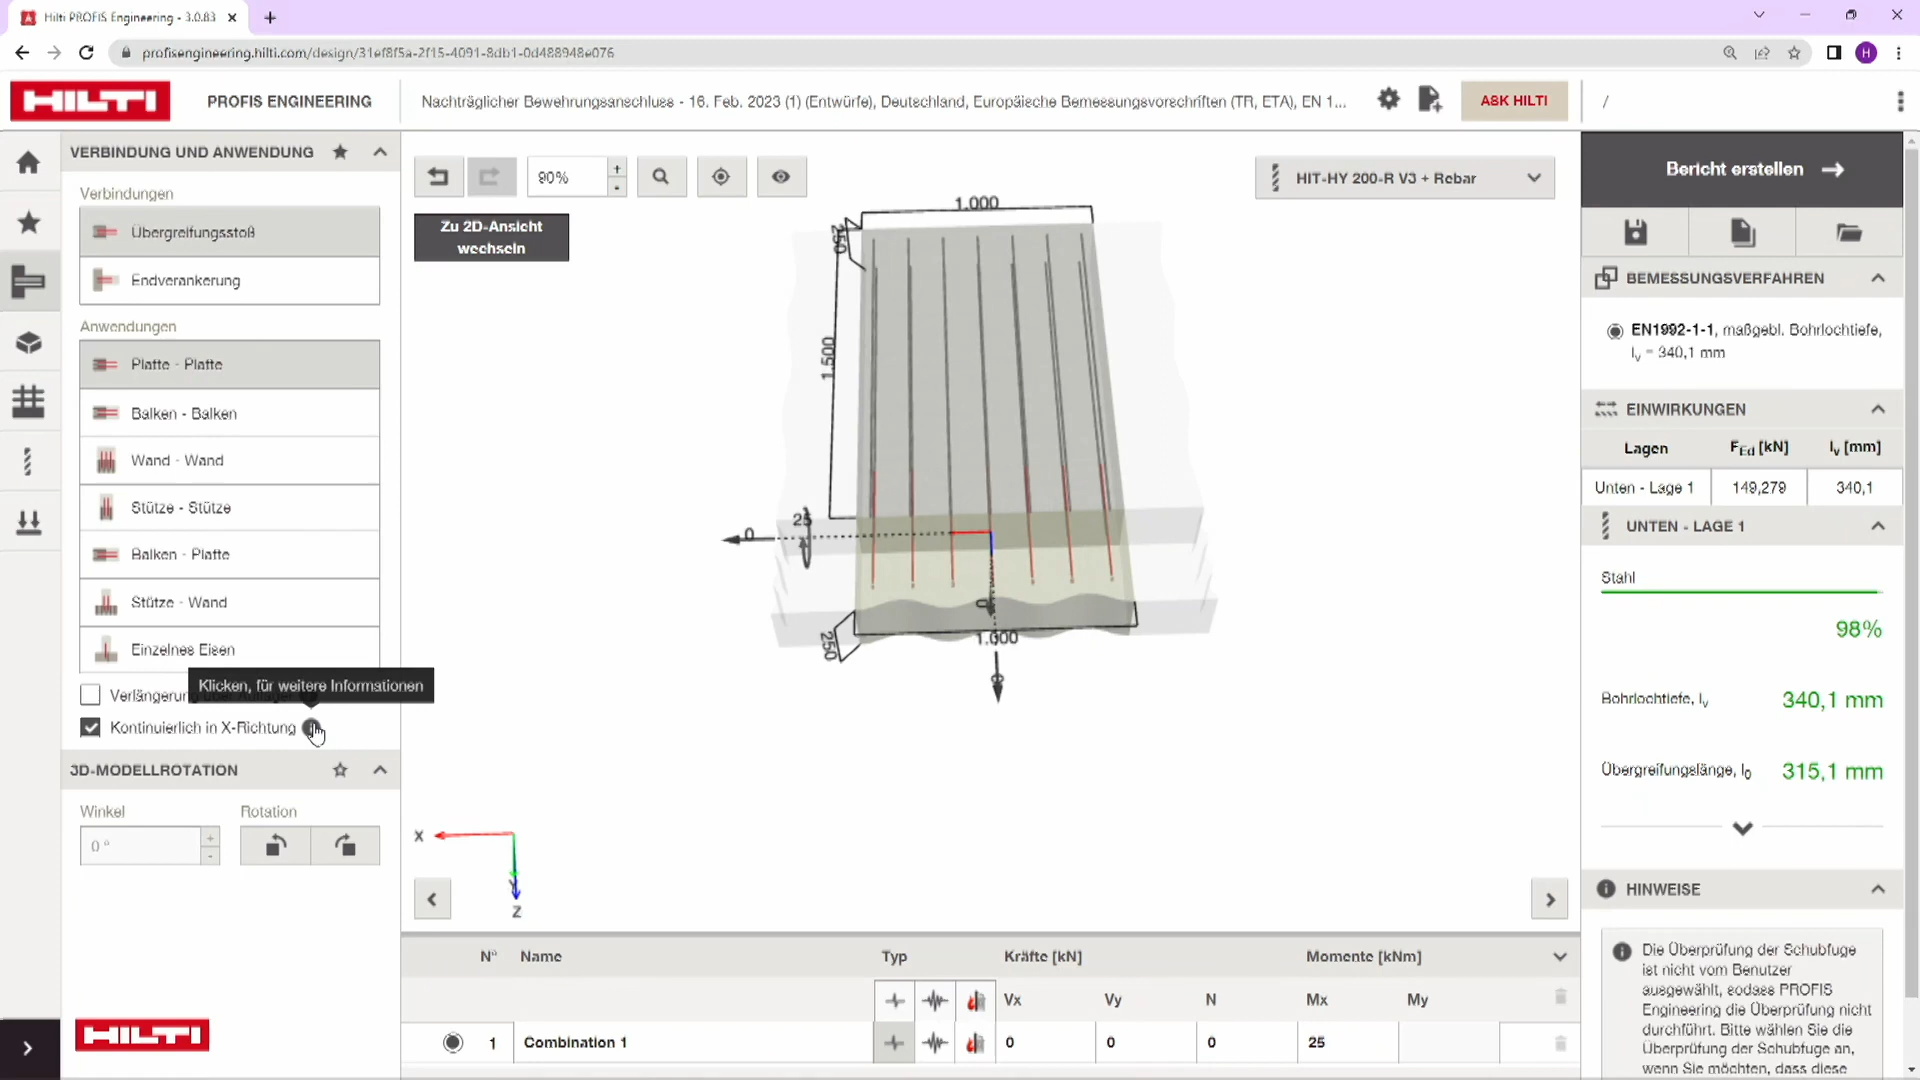 Hilti PROFIS Engineering - 3.0.83
profisengineering.hilti.com/design/31ef8f5a-2f15-4091-8db1-0d488948e076
H
HILTI
PROFIS ENGINEERING
Nachträglicher Bewehrungsanschluss - 16. Feb. 2023 (1) (Entwürfe), Deutschland, Europäische Bemessungsvorschriften (TR, ETA), EN 1...
ASK HILTI
/
VERBINDUNG UND ANWENDUNG
Verbindungen
Übergreifungsstoß
Endverankerung
Anwendungen
Platte - Platte
Balken - Balken
Wand - Wand
Stütze - Stütze
Balken - Platte
Stütze - Wand
Einzelnes Eisen
Klicken, für weitere Informationen
Verlängerung
Kontinuierlich in X-Richtung
3D-MODELLROTATION
Winkel
Rotation
0 °
HILTI
90%
Zu 2D-Ansicht
wechseln
HIT-HY 200-R V3 + Rebar
1.000
250
1.500
25
0
0
250
1.000
0
X
Y
Z
N° Name Typ Kräfte [kN] Momente [kNm]
Vx Vy N Mx My
1 Combination 1 0 0 0 25
Bericht erstellen
BEMESSUNGSVERFAHREN
EN1992-1-1, maßgebl. Bohrlochtiefe,
lv = 340,1 mm
EINWIRKUNGEN
Lagen FEd [kN] lv [mm]
Unten - Lage 1 149,279 340,1
UNTEN - LAGE 1
Stahl
98%
Bohrlochtiefe, lv 340,1 mm
Übergreifungslänge, l0 315,1 mm
HINWEISE
Die Überprüfung der Schubfuge
ist nicht vom Benutzer
ausgewählt, sodass PROFIS
Engineering die Überprüfung nicht
durchführt. Bitte wählen Sie die
Überprüfung der Schubfuge an,
wenn Sie möchten, dass diese